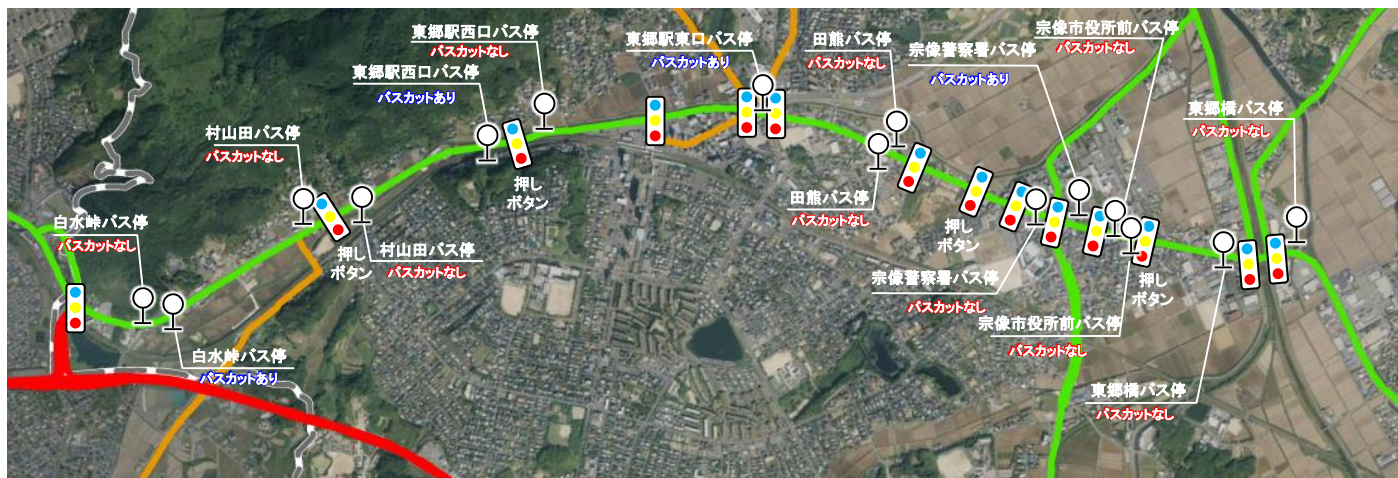 東郷駅西口バス停
バスカットなし
東郷駅西口バス停
バスカットあり
村山田バス停
バスカットなし
白水峠バス停
バスカットなし
白水峠バス停
バスカットあり
押し
ボタン
村山田バス停
バスカットなし
押し
ボタン
東郷駅東口バス停
バスカットあり
田熊バス停
バスカットなし
田熊バス停
バスカットなし
宗像警察署バス停
バスカットあり
宗像市役所前バス停
バスカットなし
東郷橋バス停
バスカットなし
押し
ボタン
宗像警察署バス停
バスカットなし
宗像市役所前バス停
バスカットなし
押し
ボタン
東郷橋バス停
バスカットなし